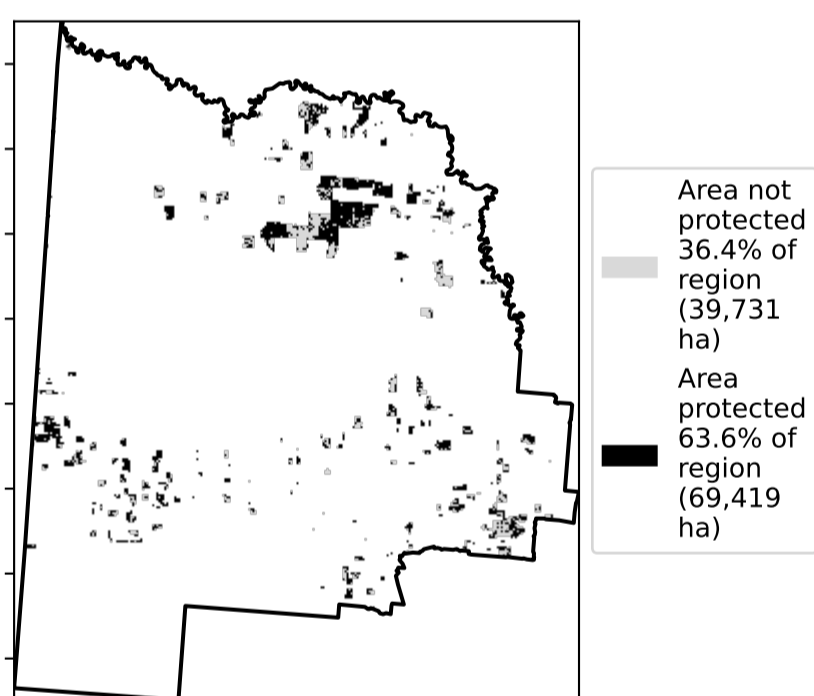 Area not
protected
36.4% of
region
(39,731
ha)
Area
protected
63.6% of
region
(69,419
ha)